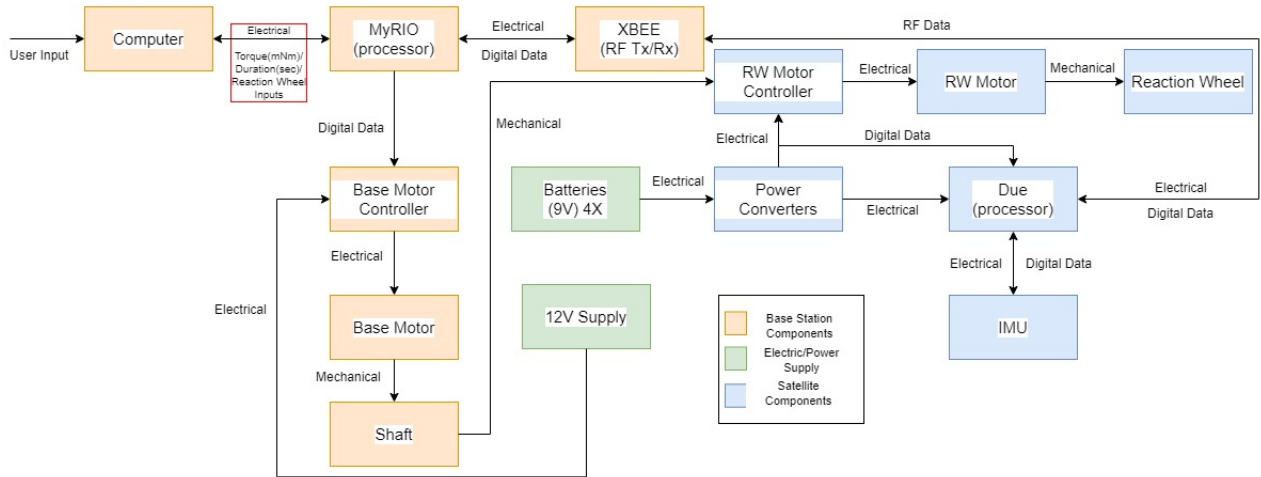 User Input
Computer
Electrical
Torque(mNm)/
Duration(sec)/
Reaction Wheel
Inputs
MyRIO
(processor)
Electrical
Digital Data
XBEE
(RF Tx/Rx)
RF Data
RW Motor
Controller
Electrical
RW Motor
Mechanical
Reaction Wheel
Digital Data
Mechanical
Electrical
Digital Data
Base Motor
Controller
Batteries
(9V) 4X
Electrical
Power
Converters
Electrical
Due
(processor)
Electrical
Digital Data
Electrical
Electrical
Digital Data
Electrical
12V Supply
Base Motor
IMU
Mechanical
Shaft
Base Station
Components
Electric/Power
Supply
Satellite
Components